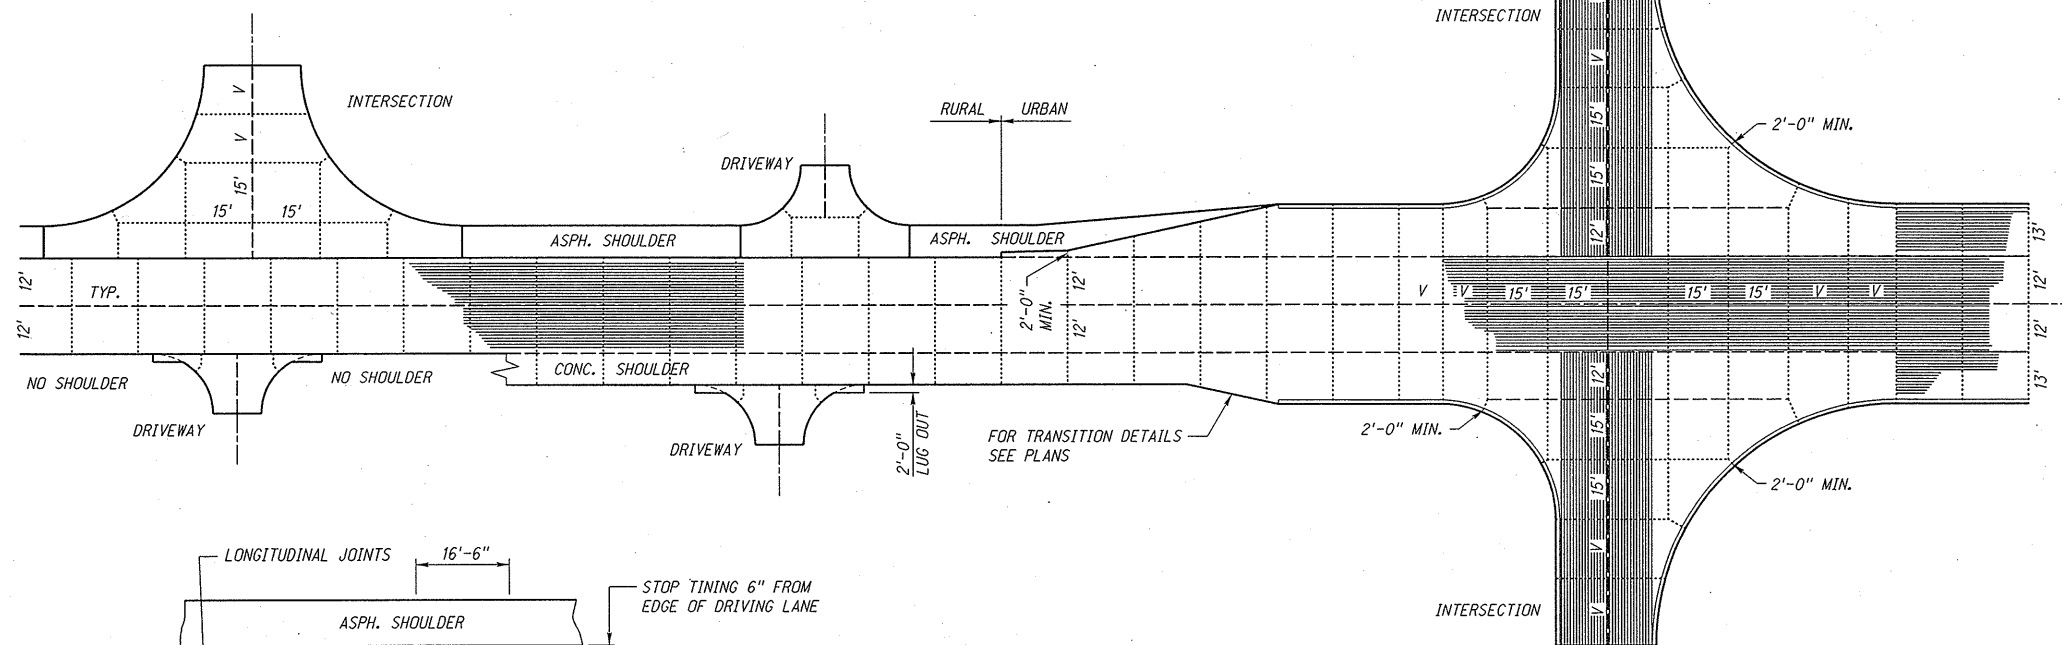 INTERSECTION
INTERSECTION
RURAL
URBAN
DRIVEWAY
2'-0" MIN.
V
V
15'
15'
15'
V
15'
15'
12'
ASPH. SHOULDER
ASPH. SHOULDER
12'
TYP.
12'
2'-0"
MIN.
12'
12'
V
V
15'
15'
15'
15'
V
V
13'
12'
12'
13'
NO SHOULDER
NO SHOULDER
CONC. SHOULDER
DRIVEWAY
DRIVEWAY
2'-0"
LUG OUT
FOR TRANSITION DETAILS
SEE PLANS
2'-0" MIN.
12'
15'
15'
V
V
2'-0" MIN.
INTERSECTION
LONGITUDINAL JOINTS
16'-6"
STOP TINING 6" FROM
EDGE OF DRIVING LANE
ASPH. SHOULDER